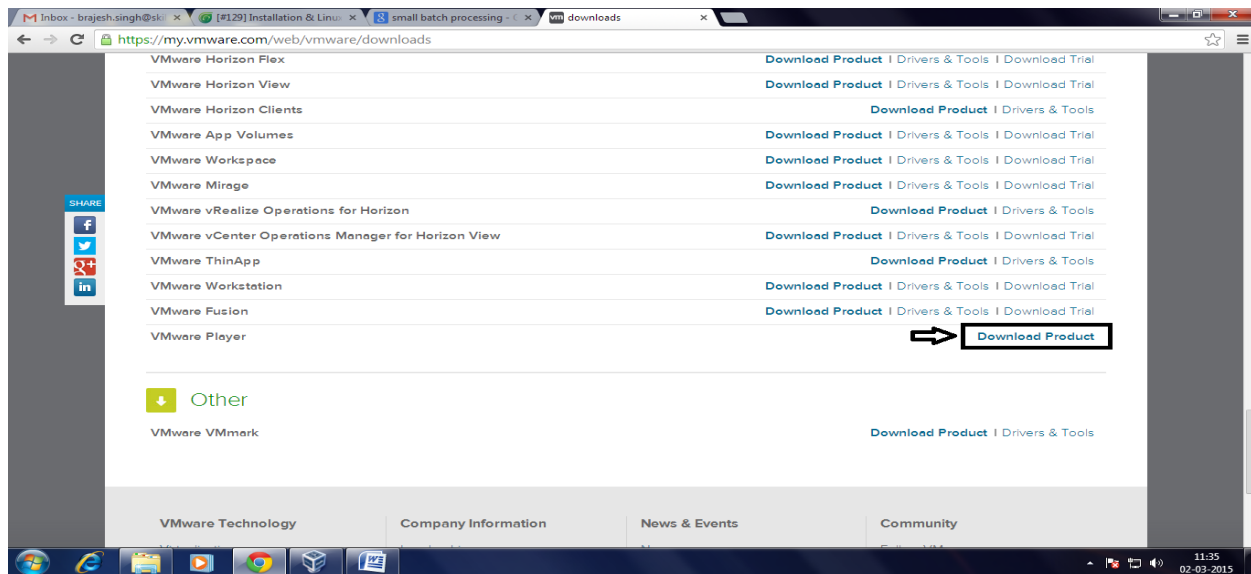 Inbox - brajesh.singh@ski
[#129] Installation & Linu
small batch processing -
vm downloads
https://my.vmware.com/web/vmware/downloads
VMware Horizon Flex Download Product | Drivers & Tools | Download Trial
VMware Horizon View Download Product | Drivers & Tools | Download Trial
VMware Horizon Clients Download Product | Drivers & Tools
VMware App Volumes Download Product | Drivers & Tools | Download Trial
VMware Workspace Download Product | Drivers & Tools | Download Trial
VMware Mirage Download Product | Drivers & Tools | Download Trial
SHARE
VMware vRealize Operations for Horizon Download Product | Drivers & Tools
VMware vCenter Operations Manager for Horizon View Download Product | Drivers & Tools | Download Trial
VMware ThinApp Download Product | Drivers & Tools
VMware Workstation Download Product | Drivers & Tools | Download Trial
VMware Fusion Download Product | Drivers & Tools | Download Trial
VMware Player Download Product
Other
VMware VMmark Download Product | Drivers & Tools
VMware Technology Company Information News & Events Community
11:35
02-03-2015